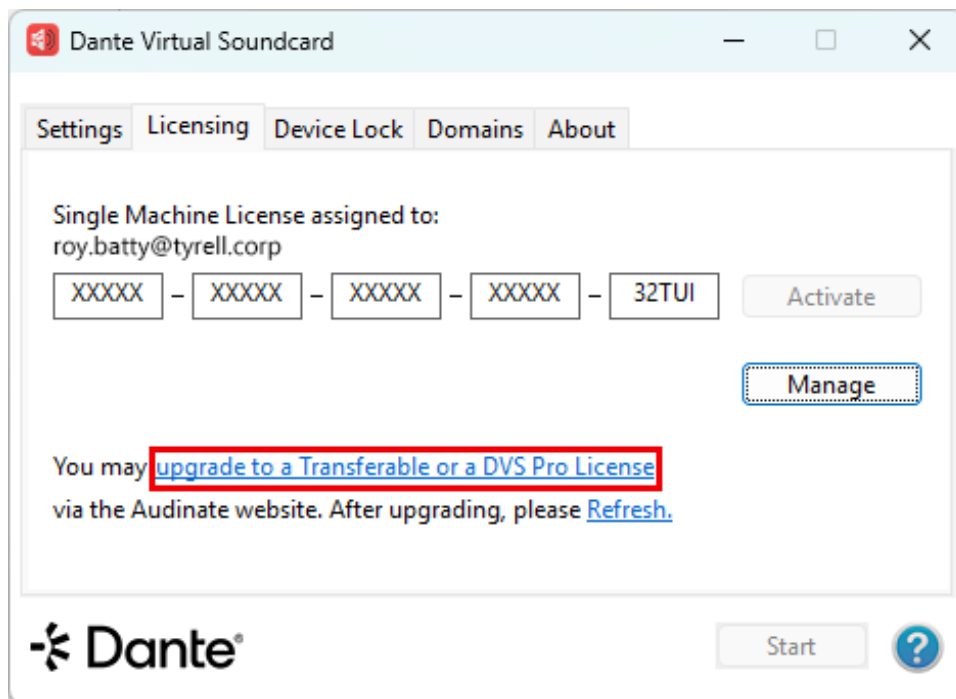 Dante Virtual Soundcard
Settings Licensing Device Lock Domains About
Single Machine License assigned to:
roy.batty@tyrell.corp
XXXXX – XXXXX – XXXXX – XXXXX – 32TUI Activate
Manage
You may upgrade to a Transferable or a DVS Pro License
via the Audinate website. After upgrading, please Refresh.
Dante® Start ?